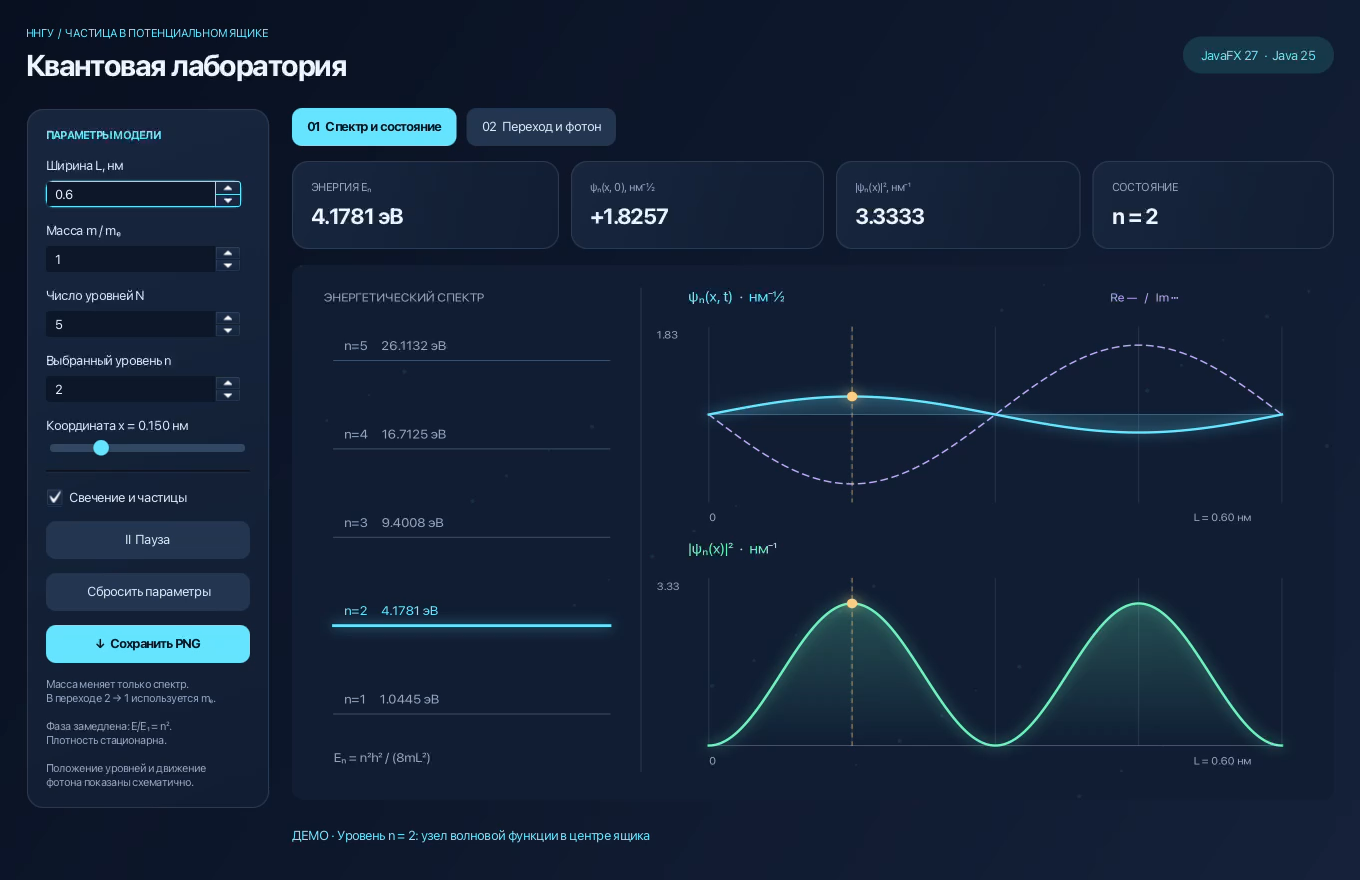 ННГУ / ЧАСТИЦА В ПОТЕНЦИАЛЬНОМ ЯЩИКЕ
Квантовая лаборатория
JavaFX 27 · Java 25
ПАРАМЕТРЫ МОДЕЛИ
Ширина L, нм
0.6
Масса m / mₑ
1
Число уровней N
5
Выбранный уровень n
2
Координата x = 0.150 нм
Свечение и частицы
II Пауза
Сбросить параметры
↓ Сохранить PNG
Масса меняет только спектр.
В переходе 2 → 1 используется mₑ.
Фаза замедлена: E/E₁ = n².
Плотность стационарна.
Положение уровней и движение
фотона показаны схематично.
01 Спектр и состояние
02 Переход и фотон
ЭНЕРГИЯ Eₙ
4.1781 эВ
ψₙ(x, 0), нм⁻½
+1.8257
|ψₙ(x)|², нм⁻¹
3.3333
СОСТОЯНИЕ
n = 2
ЭНЕРГЕТИЧЕСКИЙ СПЕКТР
n=5 26.1132 эВ
n=4 16.7125 эВ
n=3 9.4008 эВ
n=2 4.1781 эВ
n=1 1.0445 эВ
Eₙ = n²h² / (8mL²)
ψₙ(x, t) · нм⁻½
Re — / Im ┄
1.83
0
L = 0.60 нм
|ψₙ(x)|² · нм⁻¹
3.33
0
L = 0.60 нм
ДЕМО · Уровень n = 2: узел волновой функции в центре ящика